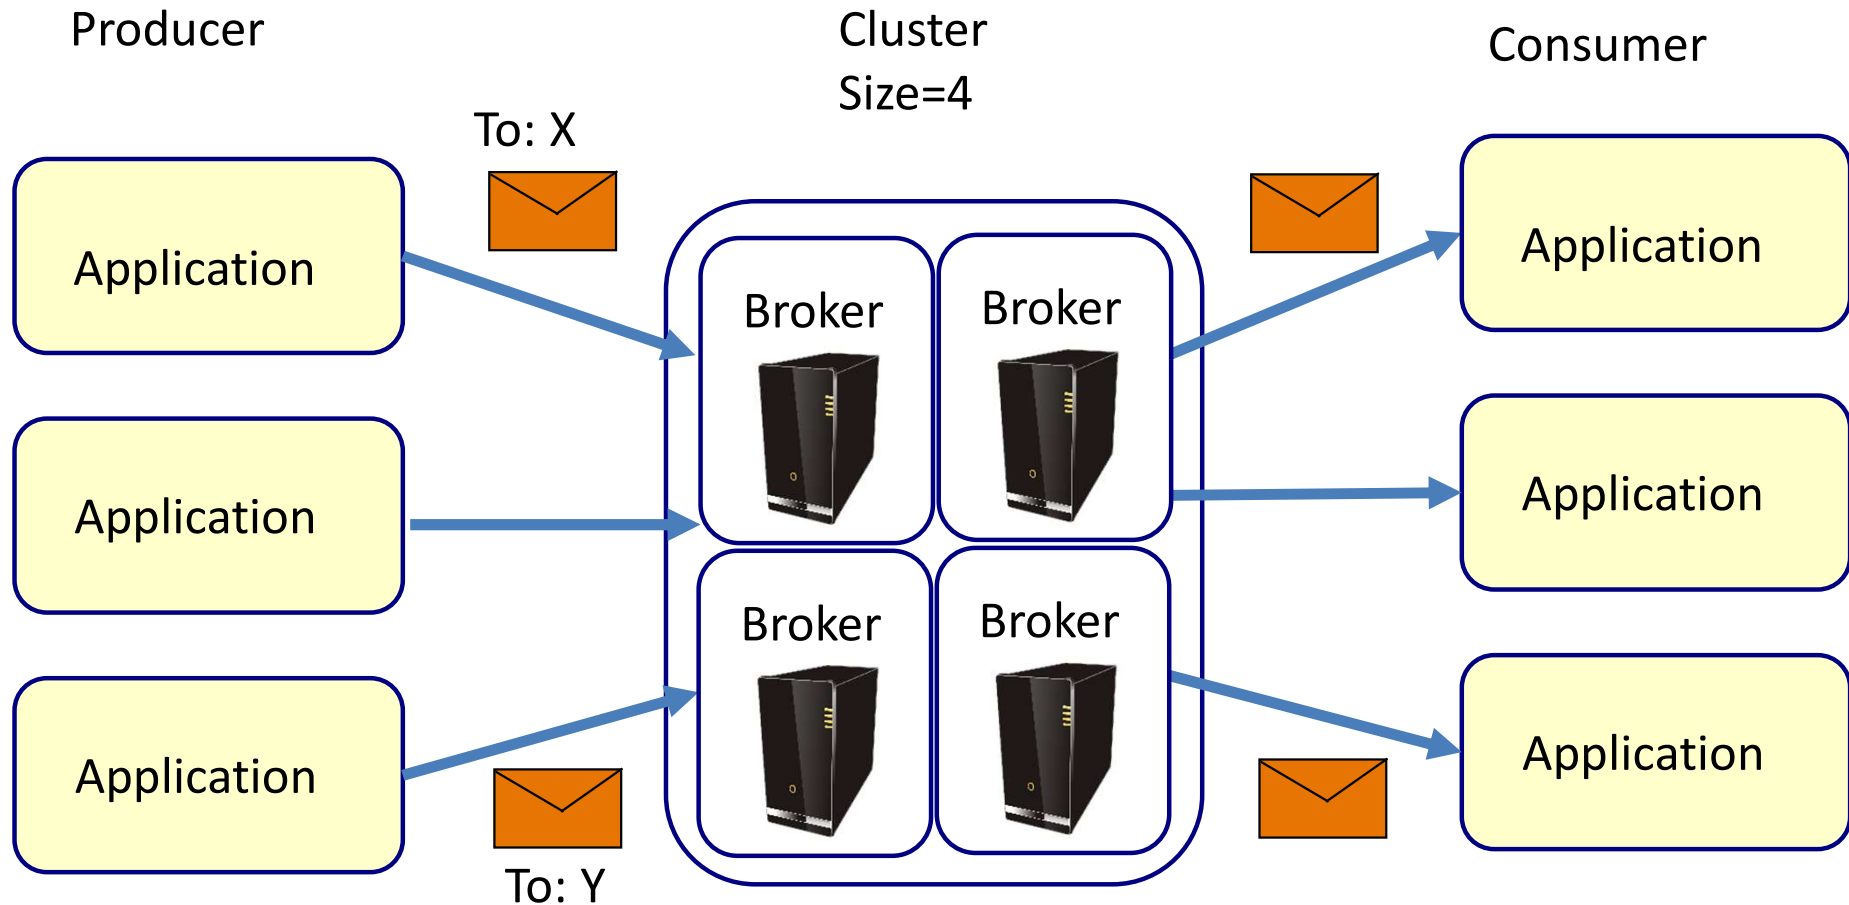 Producer
Cluster
Size=4
Consumer
To: X
Application
Application
Application
Broker
Broker
Broker
Broker
Application
Application
Application
To: Y